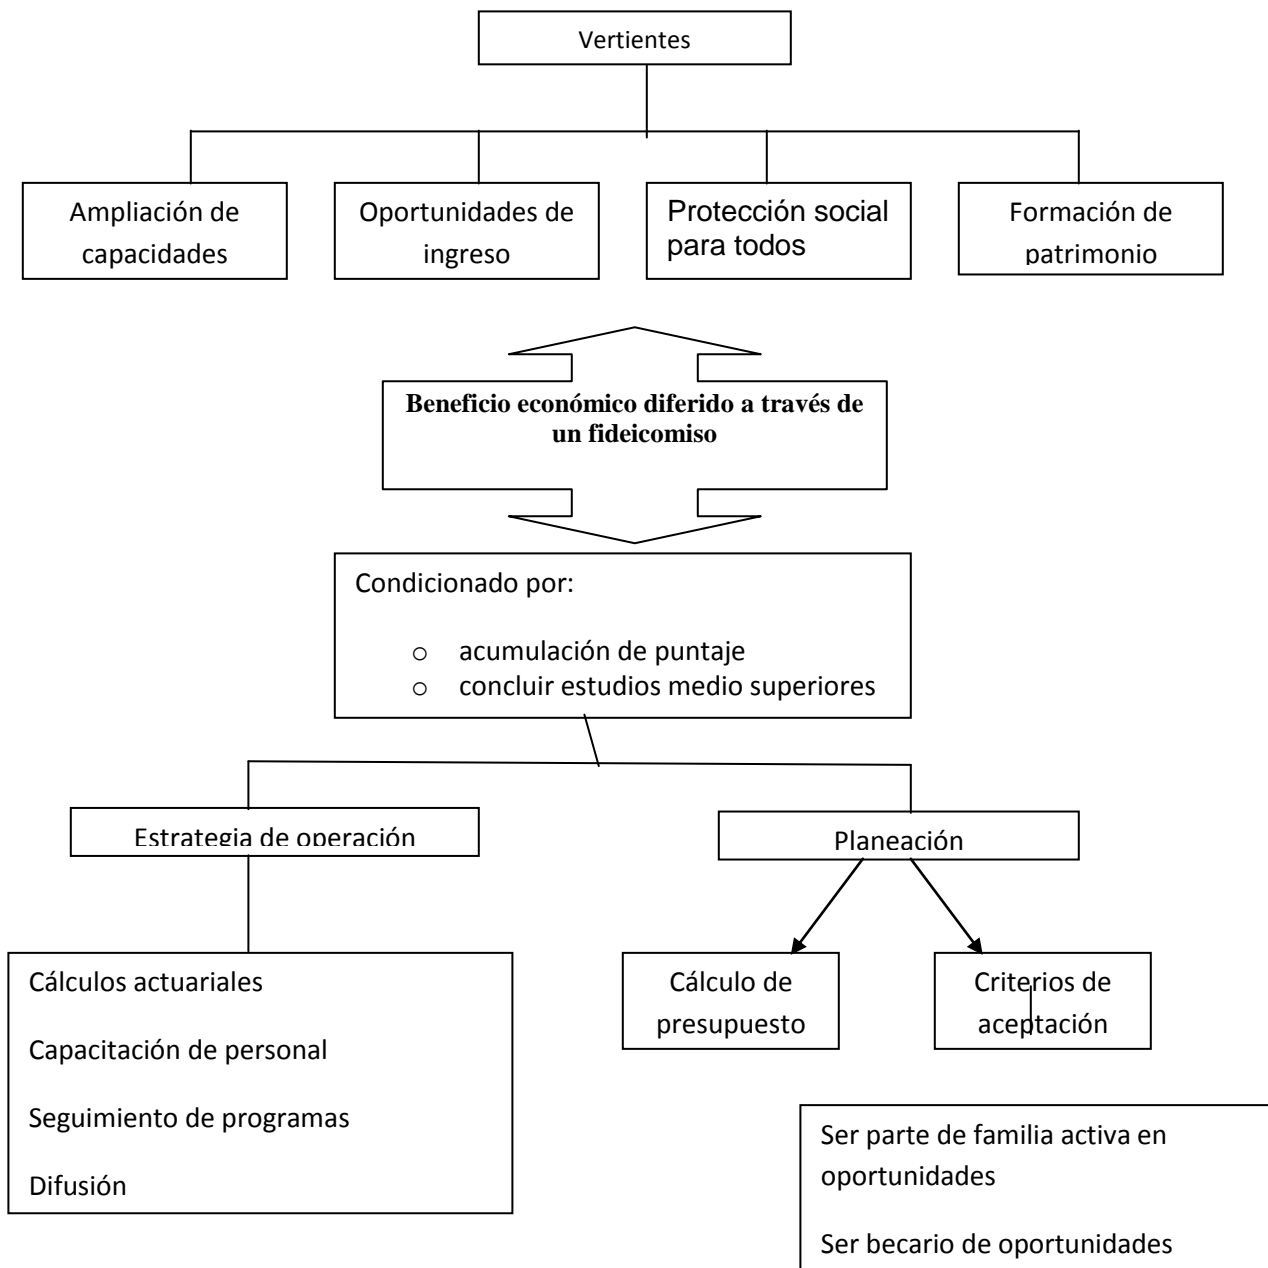 Vertientes
Ampliación de
capacidades
Oportunidades de
ingreso
Protección social
para todos
Formación de
patrimonio
Beneficio económico diferido a través de
un fideicomiso
Condicionado por:
o acumulación de puntaje
o concluir estudios medio superiores
Estrategia de operación
Planeación
Cálculos actuariales
Capacitación de personal
Seguimiento de programas
Difusión
Cálculo de
presupuesto
Criterios de
aceptación
Ser parte de familia activa en
oportunidades
Ser becario de oportunidades